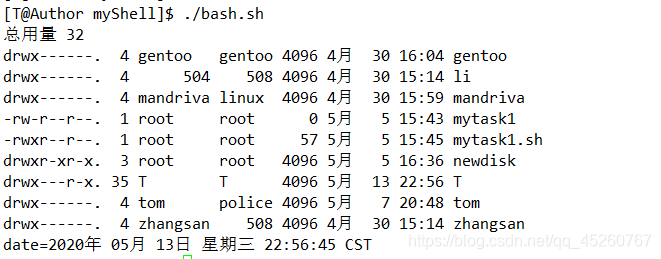 [T@Author myShell]$ ./bash.sh
总用量 32
drwx------.  4 gentoo   gentoo 4096 4月  30 16:04 gentoo
drwx------.  4      504    508 4096 4月  30 15:14 li
drwx------.  4 mandriva linux  4096 4月  30 15:59 mandriva
-rw-r--r--.  1 root     root      0 5月   5 15:43 mytask1
-rwxr--r--.  1 root     root     57 5月   5 15:45 mytask1.sh
drwxr-xr-x.  3 root     root   4096 5月   5 16:36 newdisk
drwx---r-x. 35 T        T      4096 5月  13 22:56 T
drwx------.  4 tom      police 4096 5月   7 20:48 tom
drwx------.  4 zhangsan    508 4096 4月  30 15:14 zhangsan
date=2020年 05月 13日 星期三 22:56:45 CST
https://blog.csdn.net/qq_45260767